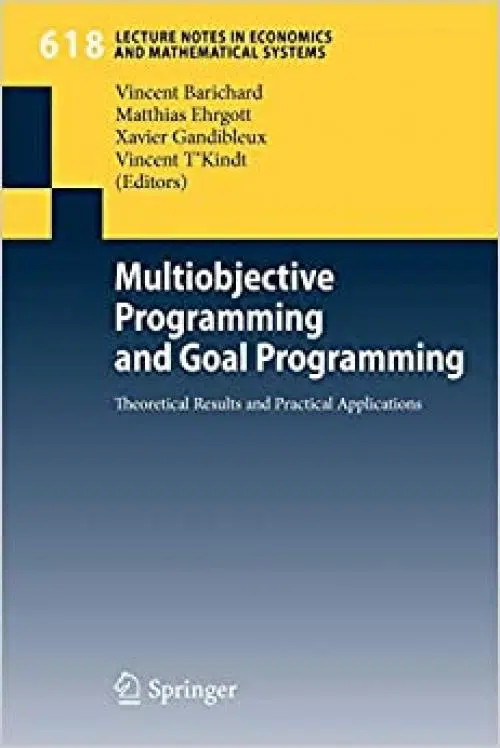 618 LECTURE NOTES IN ECONOMICS
AND MATHEMATICAL SYSTEMS
Vincent Barichard
Matthias Ehrgott
Xavier Gandibleux
Vincent T'Kindt
(Editors)
Multiobjective
Programming
and Goal Programming
Theoretical Results and Practical Applications
Springer